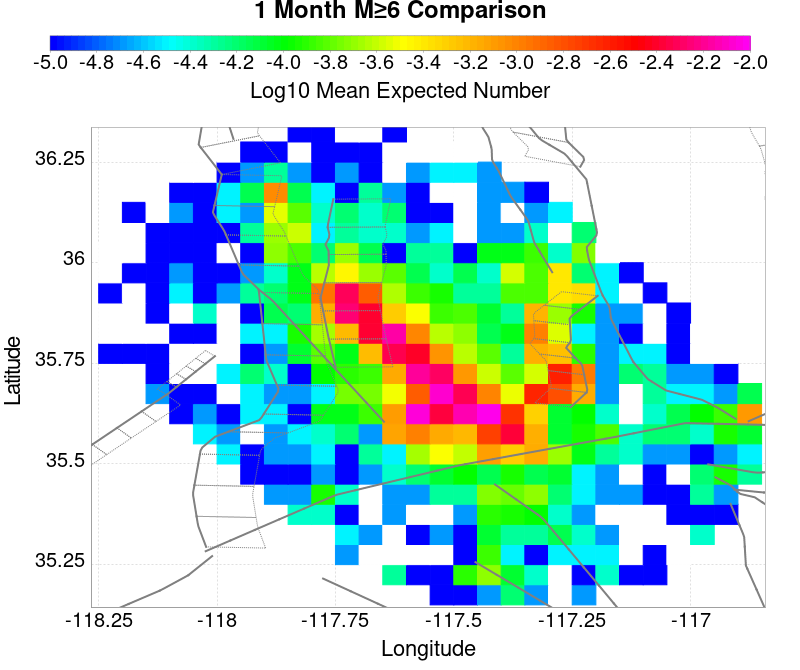 1 Month M≥6 Comparison
-5.0 -4.8 -4.6 -4.4 -4.2 -4.0 -3.8 -3.6 -3.4 -3.2 -3.0 -2.8 -2.6 -2.4 -2.2 -2.0
Log10 Mean Expected Number
36.25
36
35.75
35.5
35.25
Latitude
-118.25 -118 -117.75 -117.5 -117.25 -117
Longitude